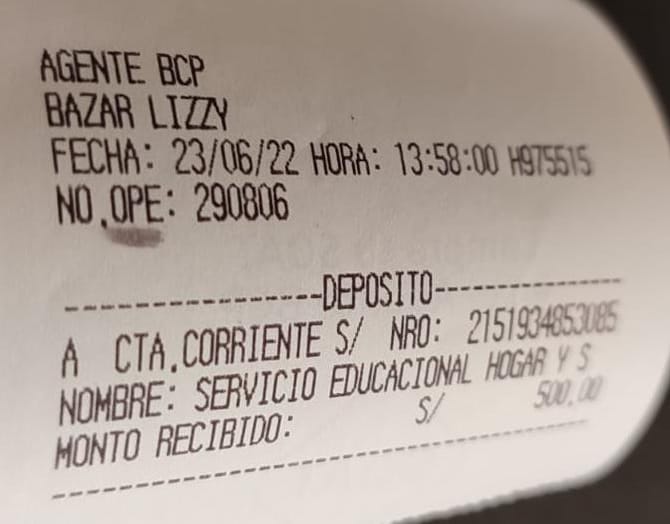 AGENTE BCP
BAZAR LIZZY
FECHA: 23/06/22 HORA: 13:58:00 H975515
NO.OPE: 290806
----------------DEPOSITO----------------
A CTA.CORRIENTE S/ NRO: 2151934853085
NOMBRE: SERVICIO EDUCACIONAL HOGAR Y S
MONTO RECIBIDO: S/ 500.00